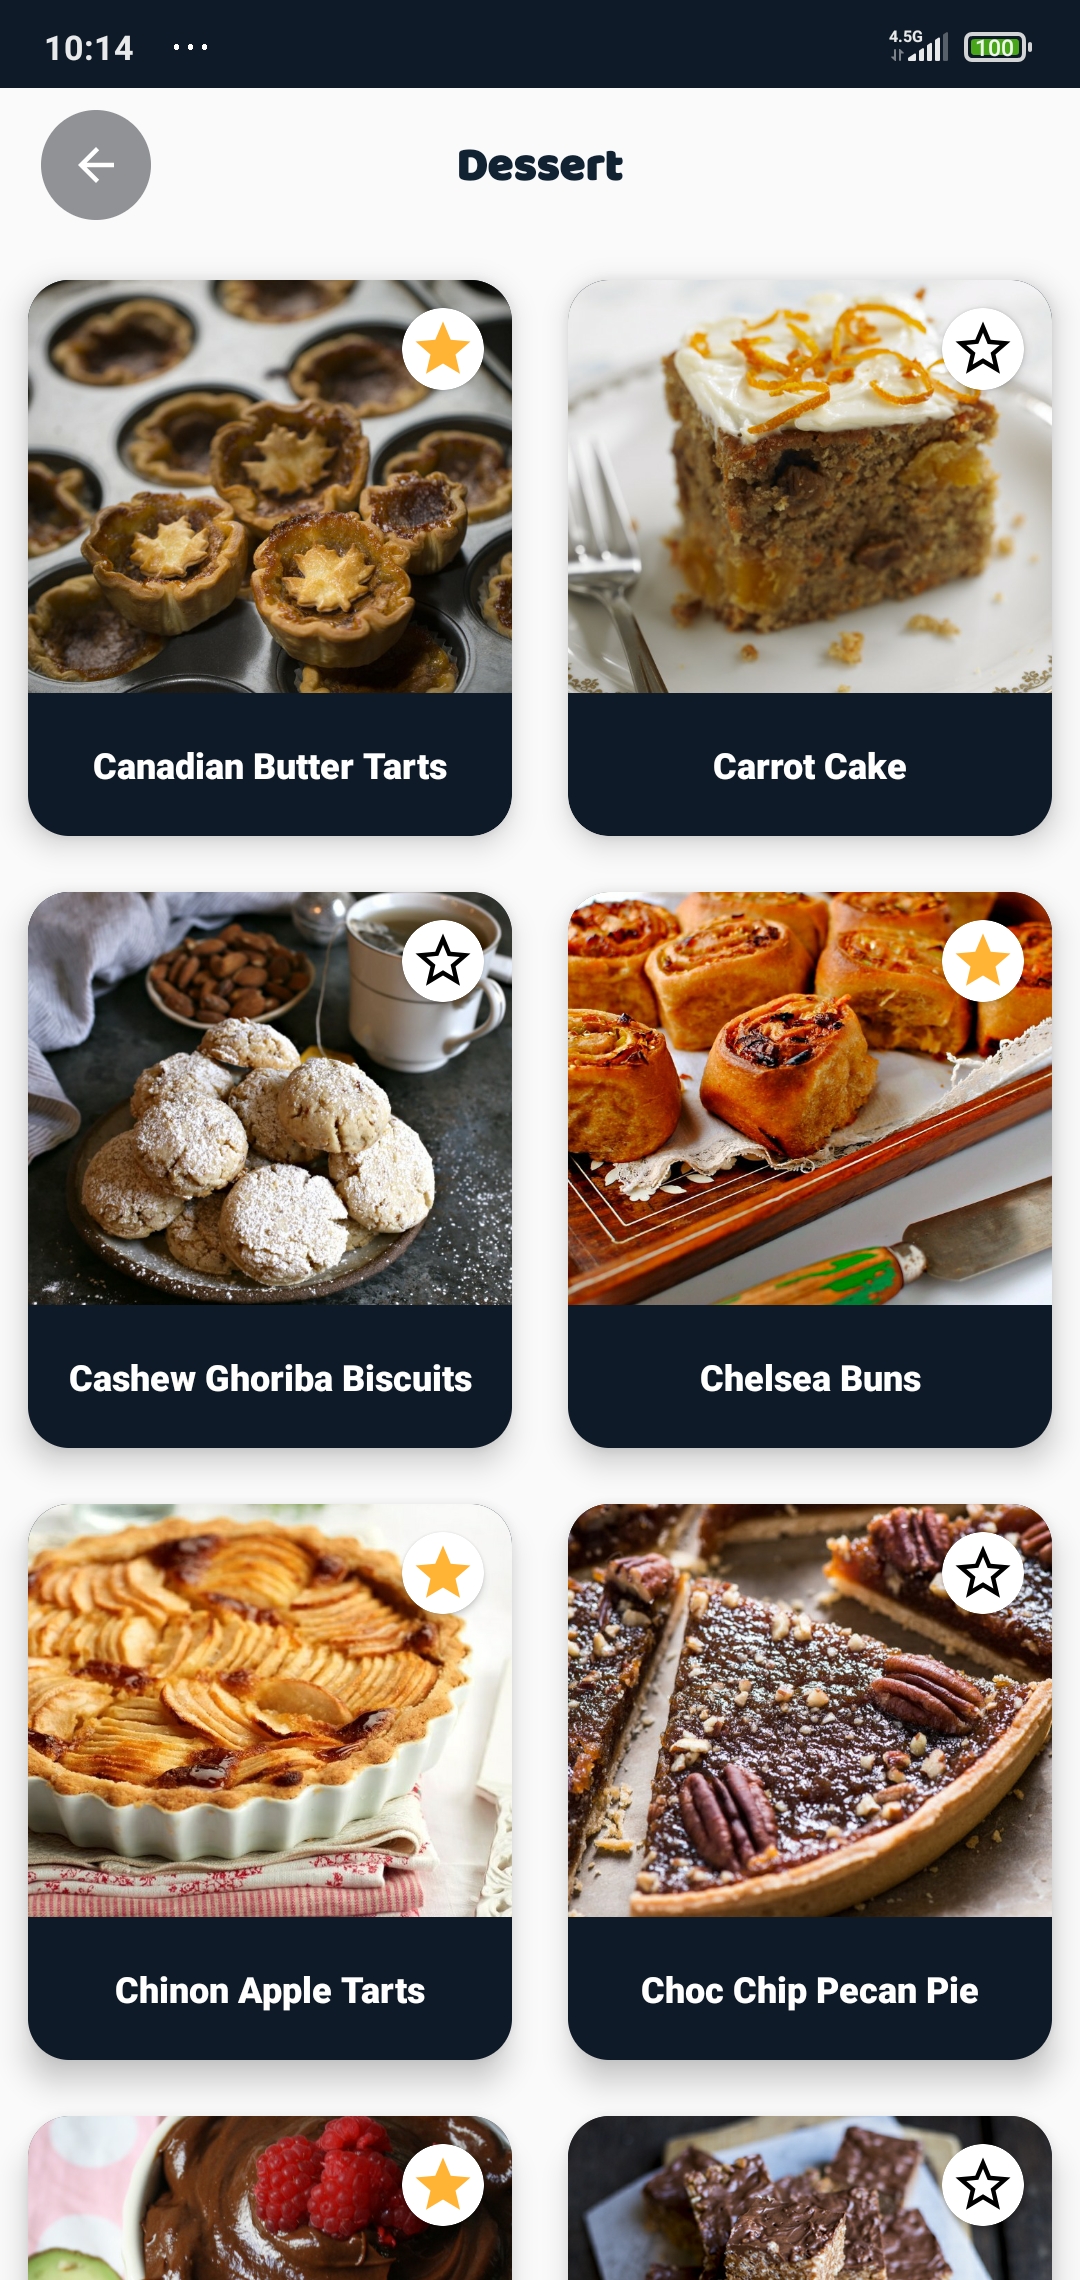 10:14
4.5G
100
Dessert
Canadian Butter Tarts
Carrot Cake
Cashew Ghoriba Biscuits
Chelsea Buns
Chinon Apple Tarts
Choc Chip Pecan Pie